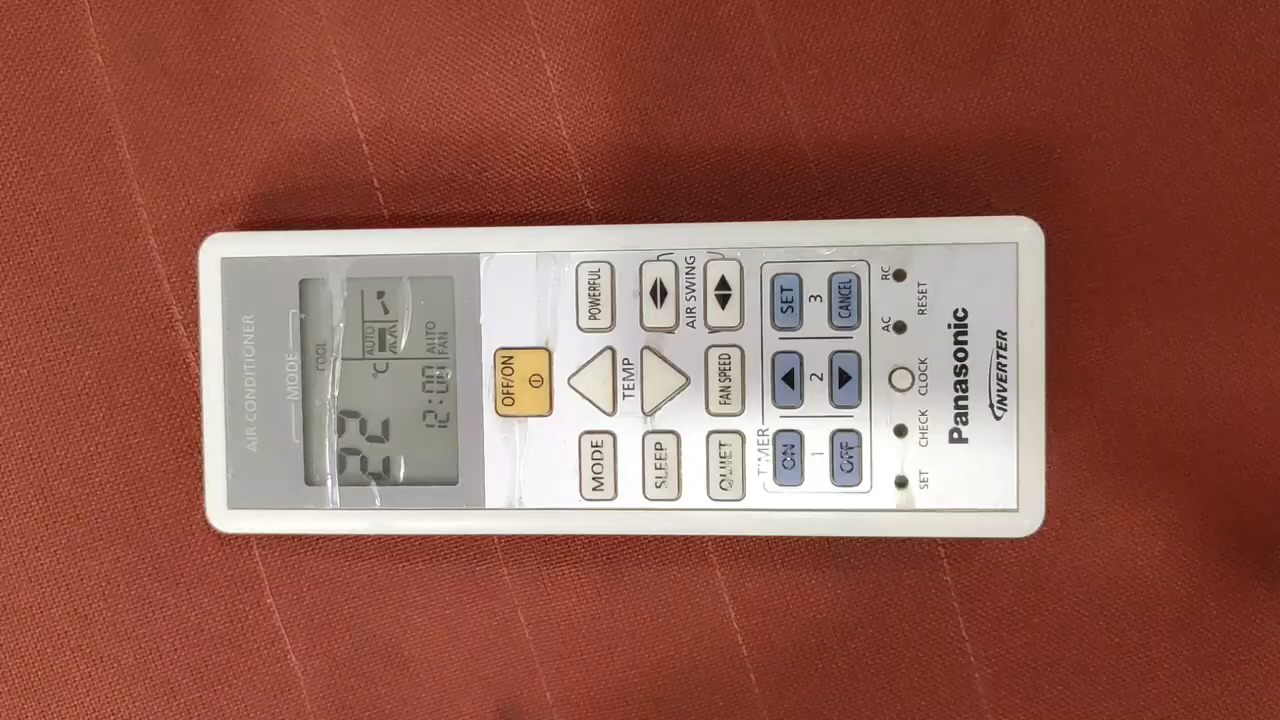 AIR CONDITIONER
MODE
COOL
22 °C AUTO
12:00 AUTO FAN
OFF/ON
MODE TEMP POWERFUL
SLEEP AIR SWING
QUIET FAN SPEED
TIMER
ON SET
1 2 3
OFF CANCEL
SET CHECK CLOCK AC RC
RESET
Panasonic
INVERTER